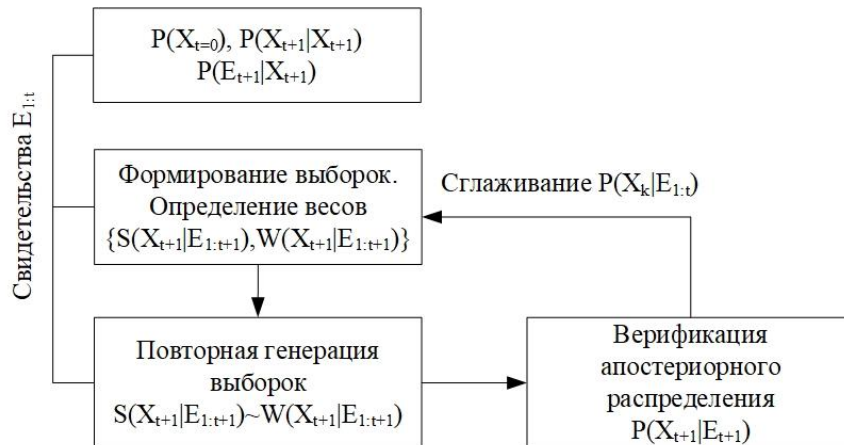 P(X_{t=0}), P(X_{t+1}|X_{t+1})
P(E_{t+1}|X_{t+1})
Свидетельства E_{1:t}
Формирование выборок.
Определение весов
{S(X_{t+1}|E_{1:t+1}),W(X_{t+1}|E_{1:t+1})}
Сглаживание P(X_k|E_{1:t})
Повторная генерация
выборок
S(X_{t+1}|E_{1:t+1})~W(X_{t+1}|E_{1:t+1})
Верификация
апостериорного
распределения
P(X_{t+1}|E_{t+1})